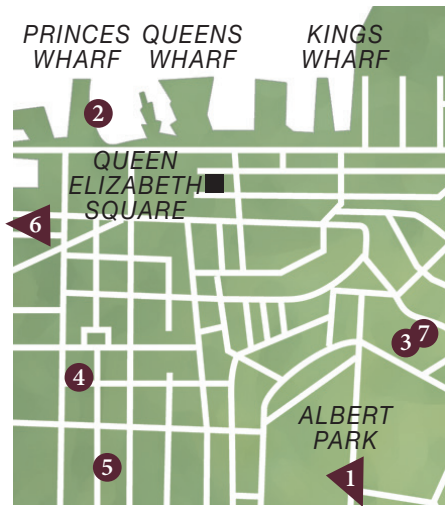 PRINCES
WHARF
QUEENS
WHARF
KINGS
WHARF
2
QUEEN
ELIZABETH
SQUARE
6
7
3
4
ALBERT
PARK
5
1